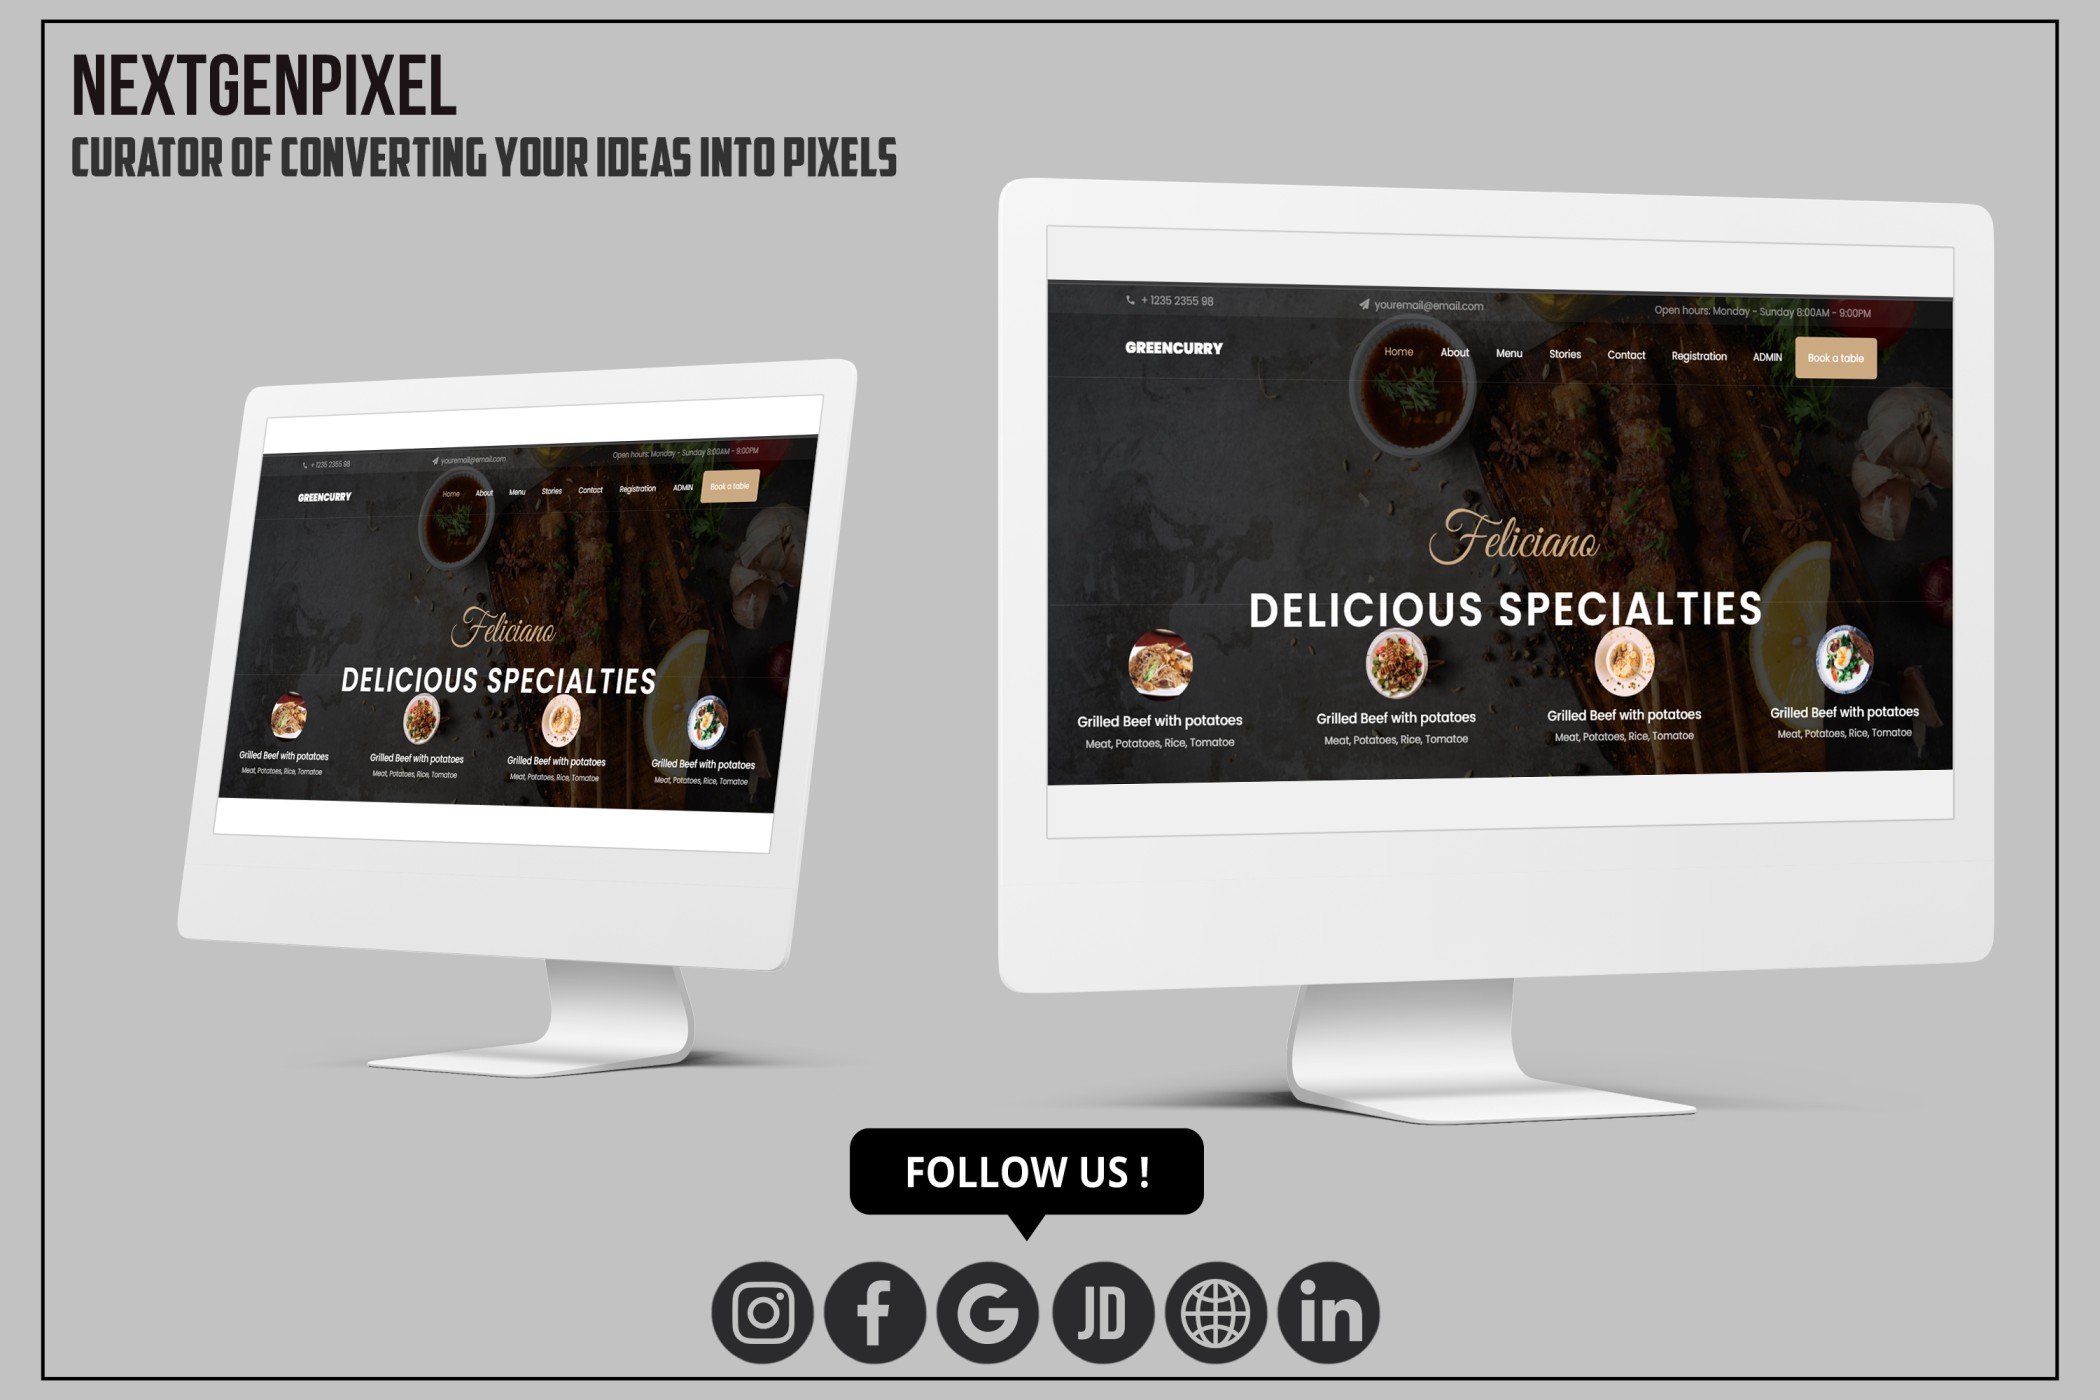 NEXTGENPIXEL
CURATOR OF CONVERTING YOUR IDEAS INTO PIXELS
+ 1235 2355 98 youremail@email.com Open hours: Monday - Sunday 8:00AM - 9:00PM
GREENCURRY Home About Menu Stories Contact Registration ADMIN Book a table
Feliciano
DELICIOUS SPECIALTIES
Grilled Beef with potatoes Grilled Beef with potatoes Grilled Beef with potatoes Grilled Beef with potatoes
Meat, Potatoes, Rice, Tomatoe Meat, Potatoes, Rice, Tomatoe Meat, Potatoes, Rice, Tomatoe Meat, Potatoes, Rice, Tomatoe
+ 1235 2355 98 youremail@email.com Open hours: Monday - Sunday 8:00AM - 9:00PM
GREENCURRY Home About Menu Stories Contact Registration ADMIN Book a table
Feliciano
DELICIOUS SPECIALTIES
Grilled Beef with potatoes Grilled Beef with potatoes Grilled Beef with potatoes Grilled Beef with potatoes
Meat, Potatoes, Rice, Tomatoe Meat, Potatoes, Rice, Tomatoe Meat, Potatoes, Rice, Tomatoe Meat, Potatoes, Rice, Tomatoe
FOLLOW US !
f G JD in